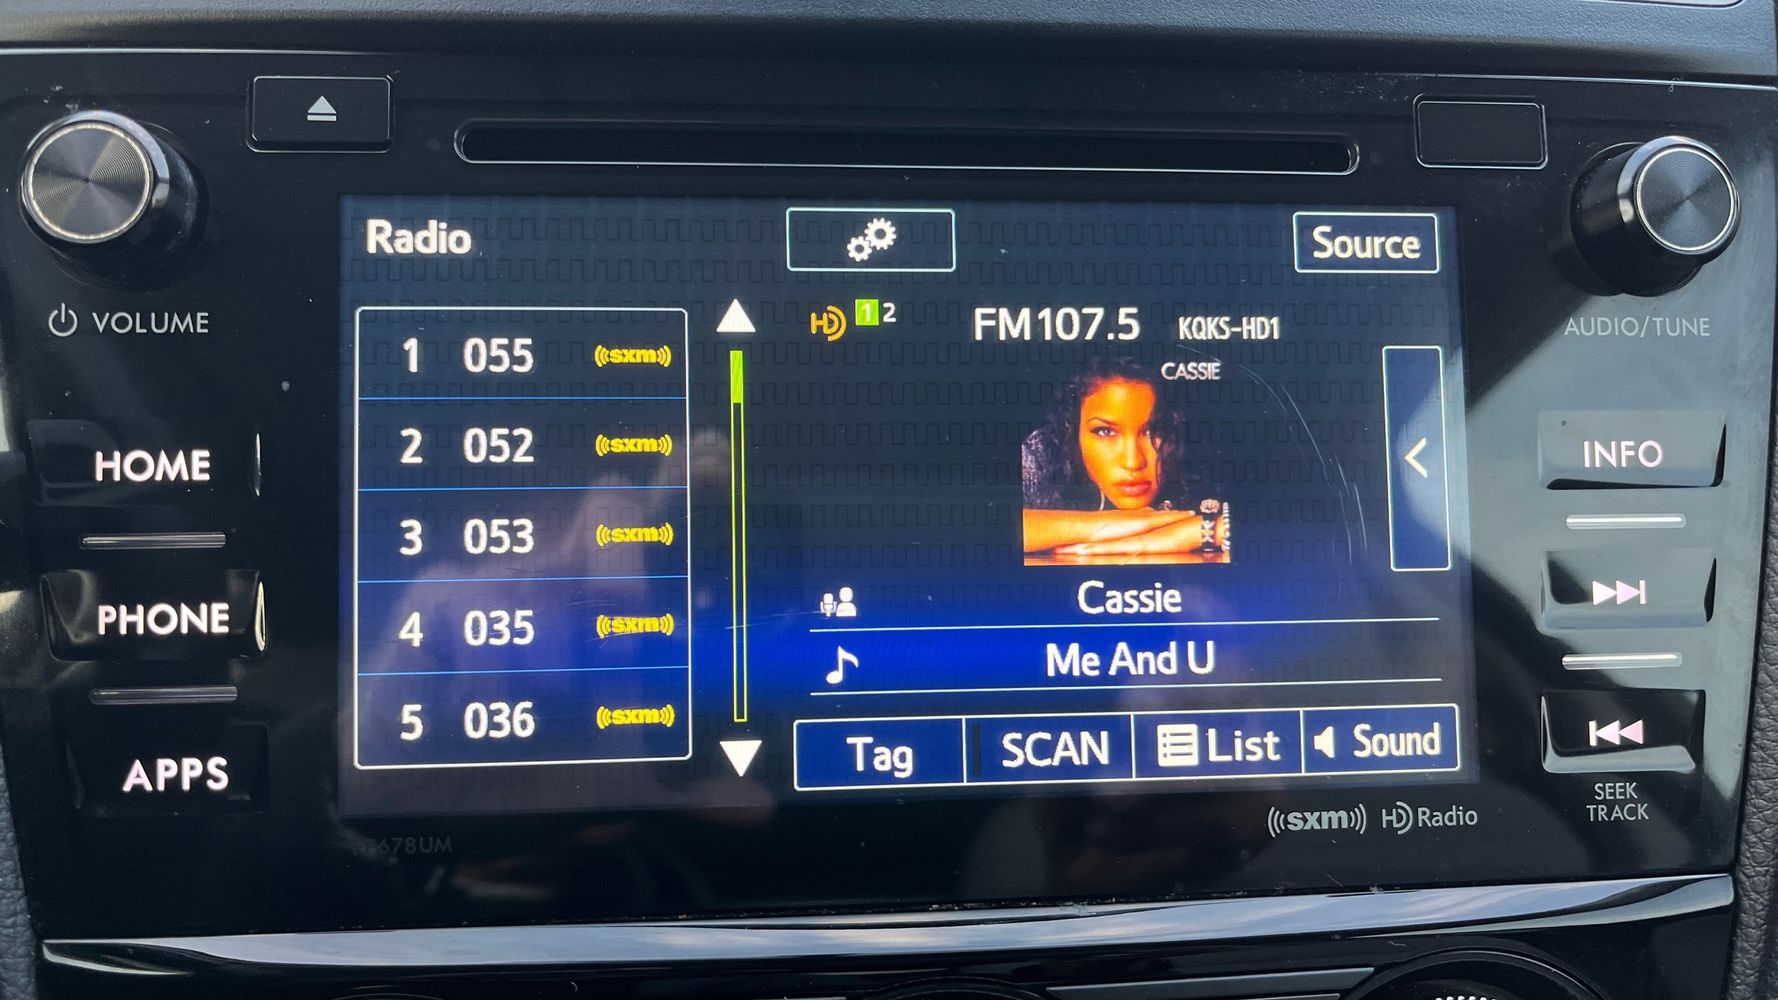 Radio
Source
VOLUME
AUDIO/TUNE
1 055 sxm
2 052 sxm
3 053 sxm
4 035 sxm
5 036 sxm
HD 1 2
FM107.5 KQKS-HD1
CASSIE
Cassie
Me And U
Tag SCAN List Sound
HOME
PHONE
APPS
INFO
SEEK
TRACK
sxm HD Radio
678UM